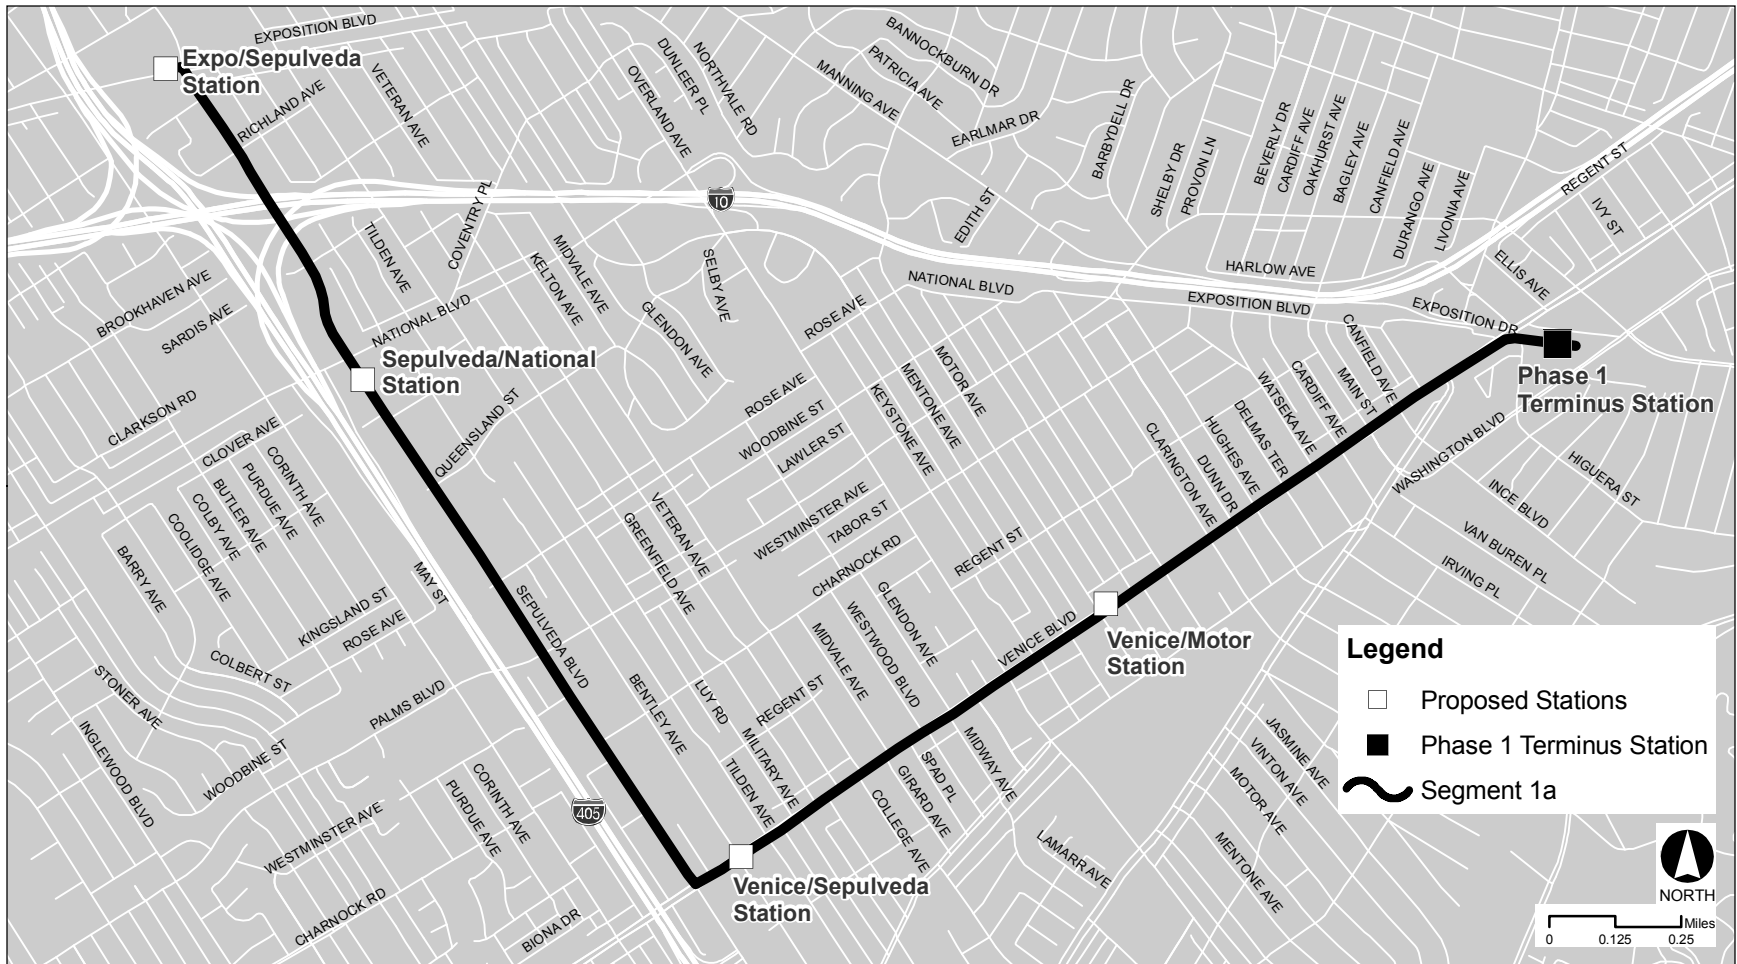 EXPOSITION BLVD
Expo/Sepulveda
Station
RICHLAND AVE
VETERAN AVE
OVERLAND AVE
DUNLEER PL
NORTHVALE RD
MANNING AVE
PATRICIA AVE
BANNOCKBURN DR
EARLMAR DR
BARBYDELL DR
SHELBY DR
PROVON LN
BEVERLY DR
CARDIFF AVE
OAKHURST AVE
BAGLEY AVE
CANFIELD AVE
DURANGO AVE
LIVONIA AVE
REGENT ST
IVY ST
ELLIS AVE
10
EDITH ST
TILDEN AVE
COVENTRY PL
KELTON AVE
MIDVALE AVE
SELBY AVE
GLENDON AVE
NATIONAL BLVD
HARLOW AVE
EXPOSITION BLVD
EXPOSITION DR
BROOKHAVEN AVE
SARDIS AVE
NATIONAL BLVD
ROSE AVE
Sepulveda/National
Station
Phase 1
Terminus Station
CLARKSON RD
CLOVER AVE
QUEENSLAND ST
ROSE AVE
WOODBINE ST
LAWLER ST
KEYSTONE AVE
MENTONE AVE
MOTOR AVE
CLARINGTON AVE
DUNN DR
HUGHES AVE
DELMAS TER
WATSEKA AVE
CARDIFF AVE
MAIN ST
CANFIELD AVE
WASHINGTON BLVD
HIGUERA ST
INCE BLVD
VAN BUREN PL
IRVING PL
CORINTH AVE
PURDUE AVE
BUTLER AVE
COLBY AVE
COOLIDGE AVE
BARRY AVE
MAY ST
KINGSLAND ST
ROSE AVE
COLBERT ST
STONER AVE
INGLEWOOD BLVD
WOODBINE ST
PALMS BLVD
SEPULVEDA BLVD
VETERAN AVE
GREENFIELD AVE
WESTMINSTER AVE
TABOR ST
CHARNOCK RD
REGENT ST
GLENDON AVE
WESTWOOD BLVD
MIDVALE AVE
VENICE BLVD
Venice/Motor
Station
BENTLEY AVE
LUY RD
REGENT ST
MILITARY AVE
TILDEN AVE
MIDWAY AVE
SPAD PL
GIRARD AVE
COLLEGE AVE
LAMARR AVE
JASMINE AVE
VINTON AVE
MOTOR AVE
MENTONE AVE
405
CORINTH AVE
PURDUE AVE
WESTMINSTER AVE
CHARNOCK RD
BIONA DR
Venice/Sepulveda
Station
Legend
Proposed Stations
Phase 1 Terminus Station
Segment 1a
NORTH
Miles
0 0.125 0.25